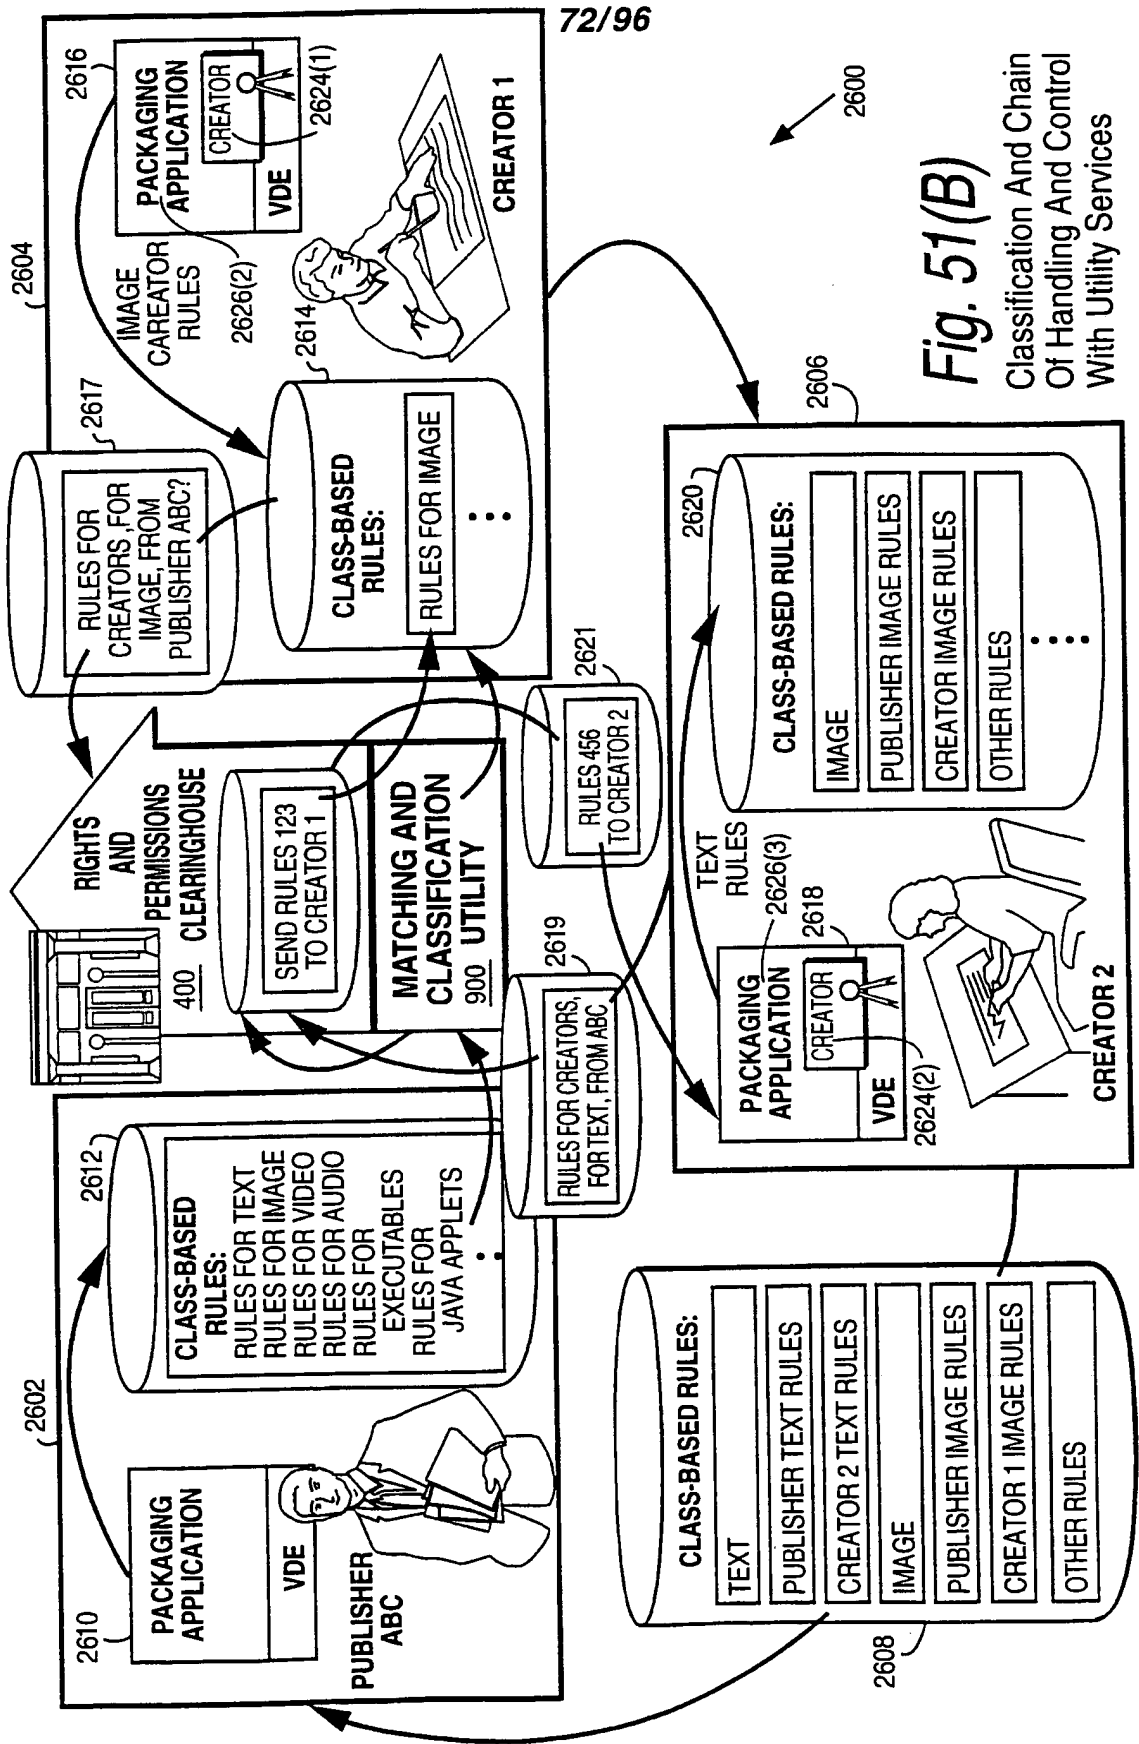 72/96
2602
2610
PACKAGING
APPLICATION
VDE
PUBLISHER
ABC
2612
CLASS-BASED
RULES:
RULES FOR TEXT
RULES FOR IMAGE
RULES FOR VIDEO
RULES FOR AUDIO
RULES FOR
EXECUTABLES
RULES FOR
JAVA APPLETS
RIGHTS
AND
PERMISSIONS
CLEARINGHOUSE
400
SEND RULES 123
TO CREATOR 1
MATCHING AND
CLASSIFICATION
UTILITY
900
2617
RULES FOR
CREATORS ,FOR
IMAGE, FROM
PUBLISHER ABC?
2604
2616
PACKAGING
APPLICATION
CREATOR
VDE
2624(1)
IMAGE
CAREATOR
RULES
2626(2)
2614
CLASS-BASED
RULES:
RULES FOR IMAGE
CREATOR 1
2619
RULES FOR CREATORS,
FOR TEXT, FROM ABC
2621
RULES 456
TO CREATOR 2
2606
PACKAGING
APPLICATION
CREATOR
VDE
2618
2624(2)
2626(3)
TEXT
RULES
CREATOR 2
2620
CLASS-BASED RULES:
IMAGE
PUBLISHER IMAGE RULES
CREATOR IMAGE RULES
OTHER RULES
2608
CLASS-BASED RULES:
TEXT
PUBLISHER TEXT RULES
CREATOR 2 TEXT RULES
IMAGE
PUBLISHER IMAGE RULES
CREATOR 1 IMAGE RULES
OTHER RULES
2600
Fig. 51(B)
Classification And Chain
Of Handling And Control
With Utility Services